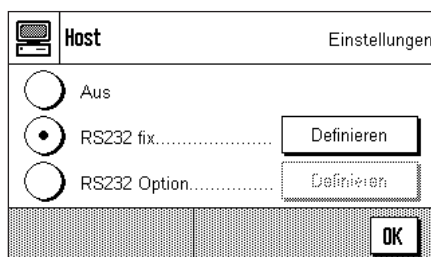 Host Einstellungen
Aus
RS232 fix...................... Definieren
RS232 Option............... Definieren
OK